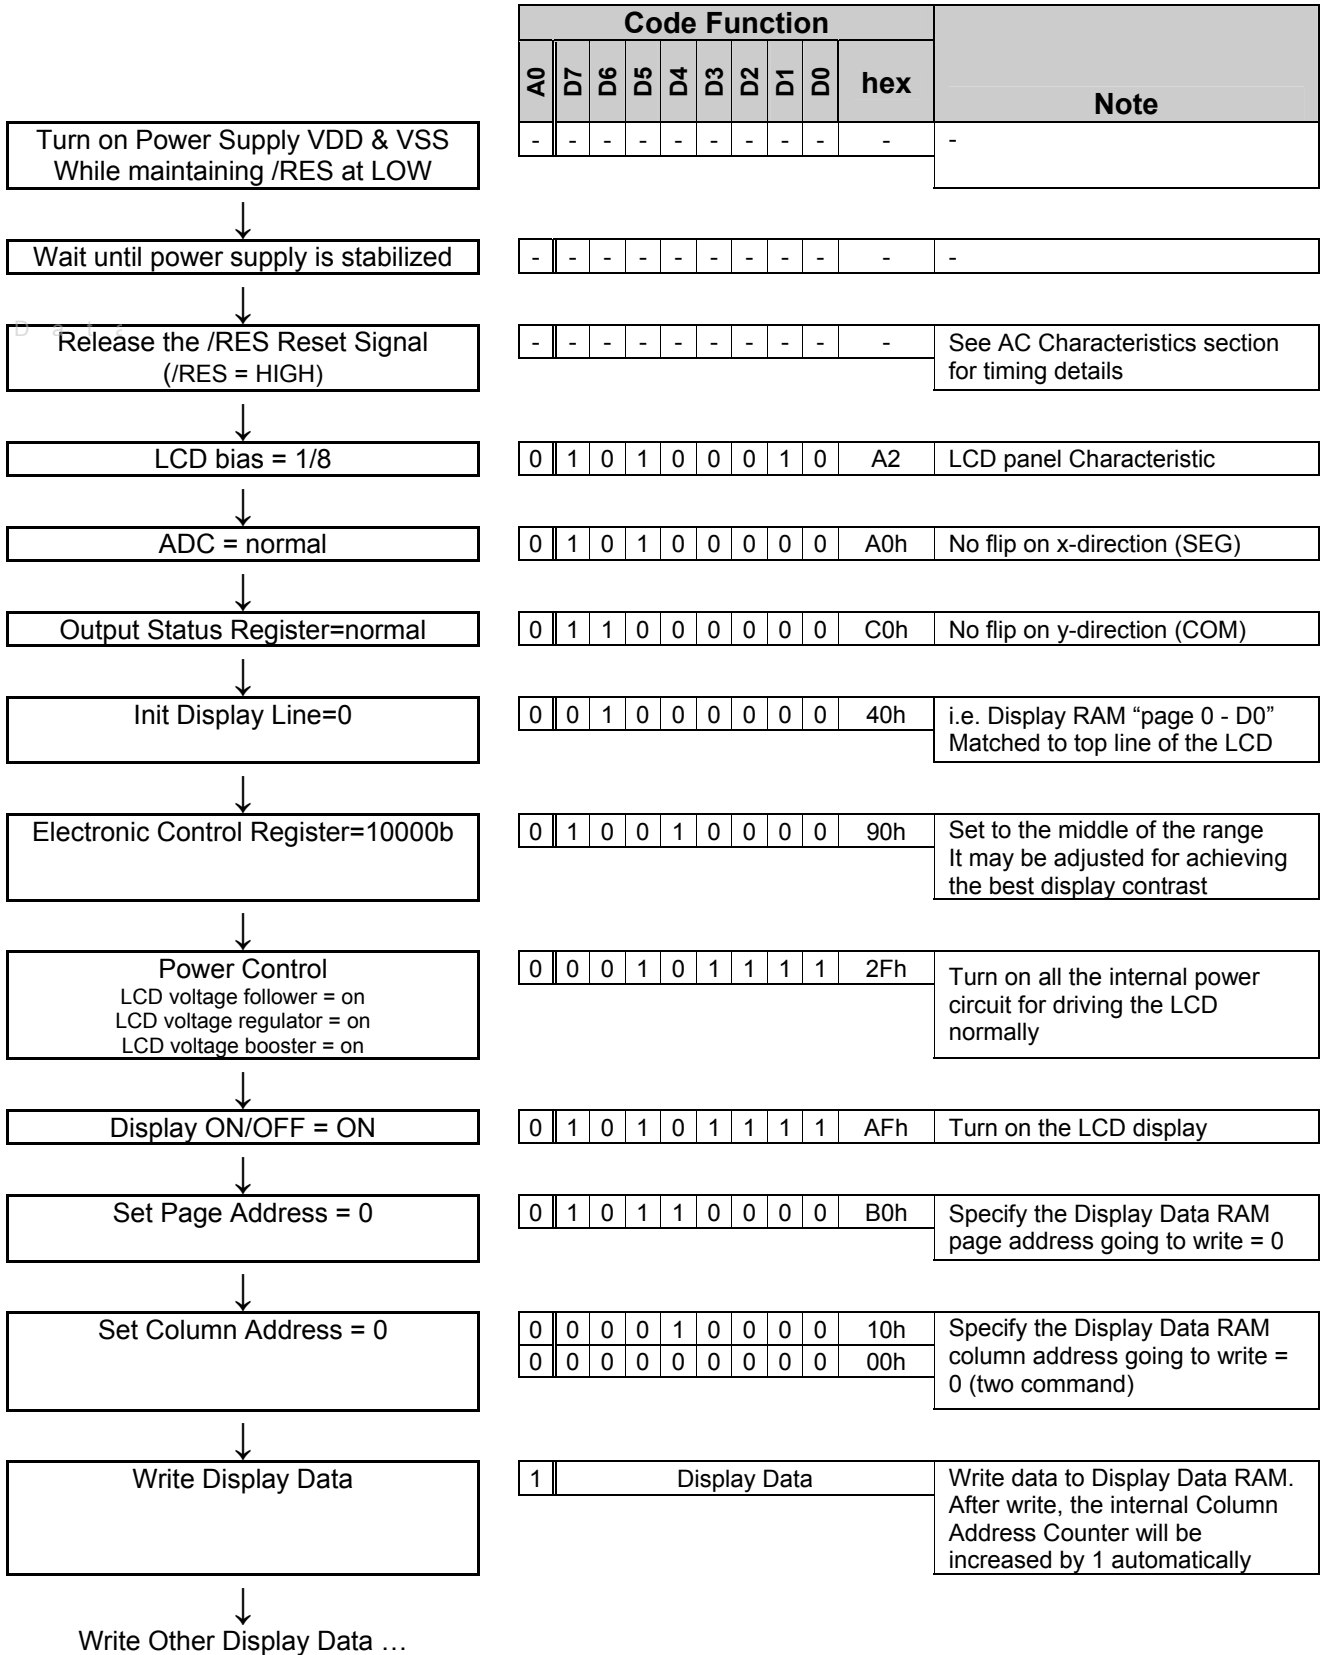 Code Function
A0 D7 D6 D5 D4 D3 D2 D1 D0 hex Note
Turn on Power Supply VDD & VSS
While maintaining /RES at LOW
- - - - - - - - - - -
↓
Wait until power supply is stabilized
- - - - - - - - - - -
↓
D a t
Release the /RES Reset Signal
(/RES = HIGH)
- - - - - - - - - -
See AC Characteristics section
for timing details
↓
LCD bias = 1/8
0 1 0 1 0 0 0 1 0 A2 LCD panel Characteristic
↓
ADC = normal
0 1 0 1 0 0 0 0 0 A0h No flip on x-direction (SEG)
↓
Output Status Register=normal
0 1 1 0 0 0 0 0 0 C0h No flip on y-direction (COM)
↓
Init Display Line=0
0 0 1 0 0 0 0 0 0 40h
i.e. Display RAM “page 0 - D0”
Matched to top line of the LCD
↓
Electronic Control Register=10000b
0 1 0 0 1 0 0 0 0 90h
Set to the middle of the range
It may be adjusted for achieving
the best display contrast
↓
Power Control
LCD voltage follower = on
LCD voltage regulator = on
LCD voltage booster = on
0 0 0 1 0 1 1 1 1 2Fh
Turn on all the internal power
circuit for driving the LCD
normally
↓
Display ON/OFF = ON
0 1 0 1 0 1 1 1 1 AFh Turn on the LCD display
↓
Set Page Address = 0
0 1 0 1 1 0 0 0 0 B0h
Specify the Display Data RAM
page address going to write = 0
↓
Set Column Address = 0
0 0 0 0 1 0 0 0 0 10h
0 0 0 0 0 0 0 0 0 00h
Specify the Display Data RAM
column address going to write =
0 (two command)
↓
Write Display Data
1 Display Data
Write data to Display Data RAM.
After write, the internal Column
Address Counter will be
increased by 1 automatically
↓
Write Other Display Data …